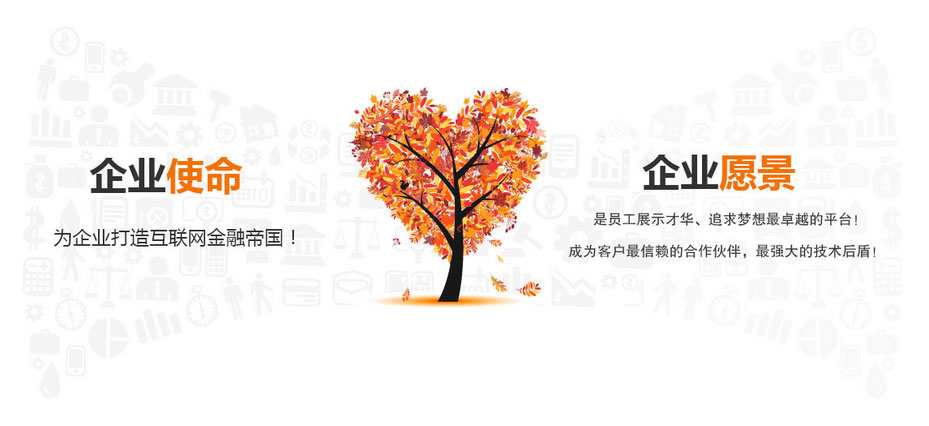 企业使命
为企业打造互联网金融帝国！
企业愿景
是员工展示才华、追求梦想最卓越的平台！
成为客户最信赖的合作伙伴，最强大的技术后盾！